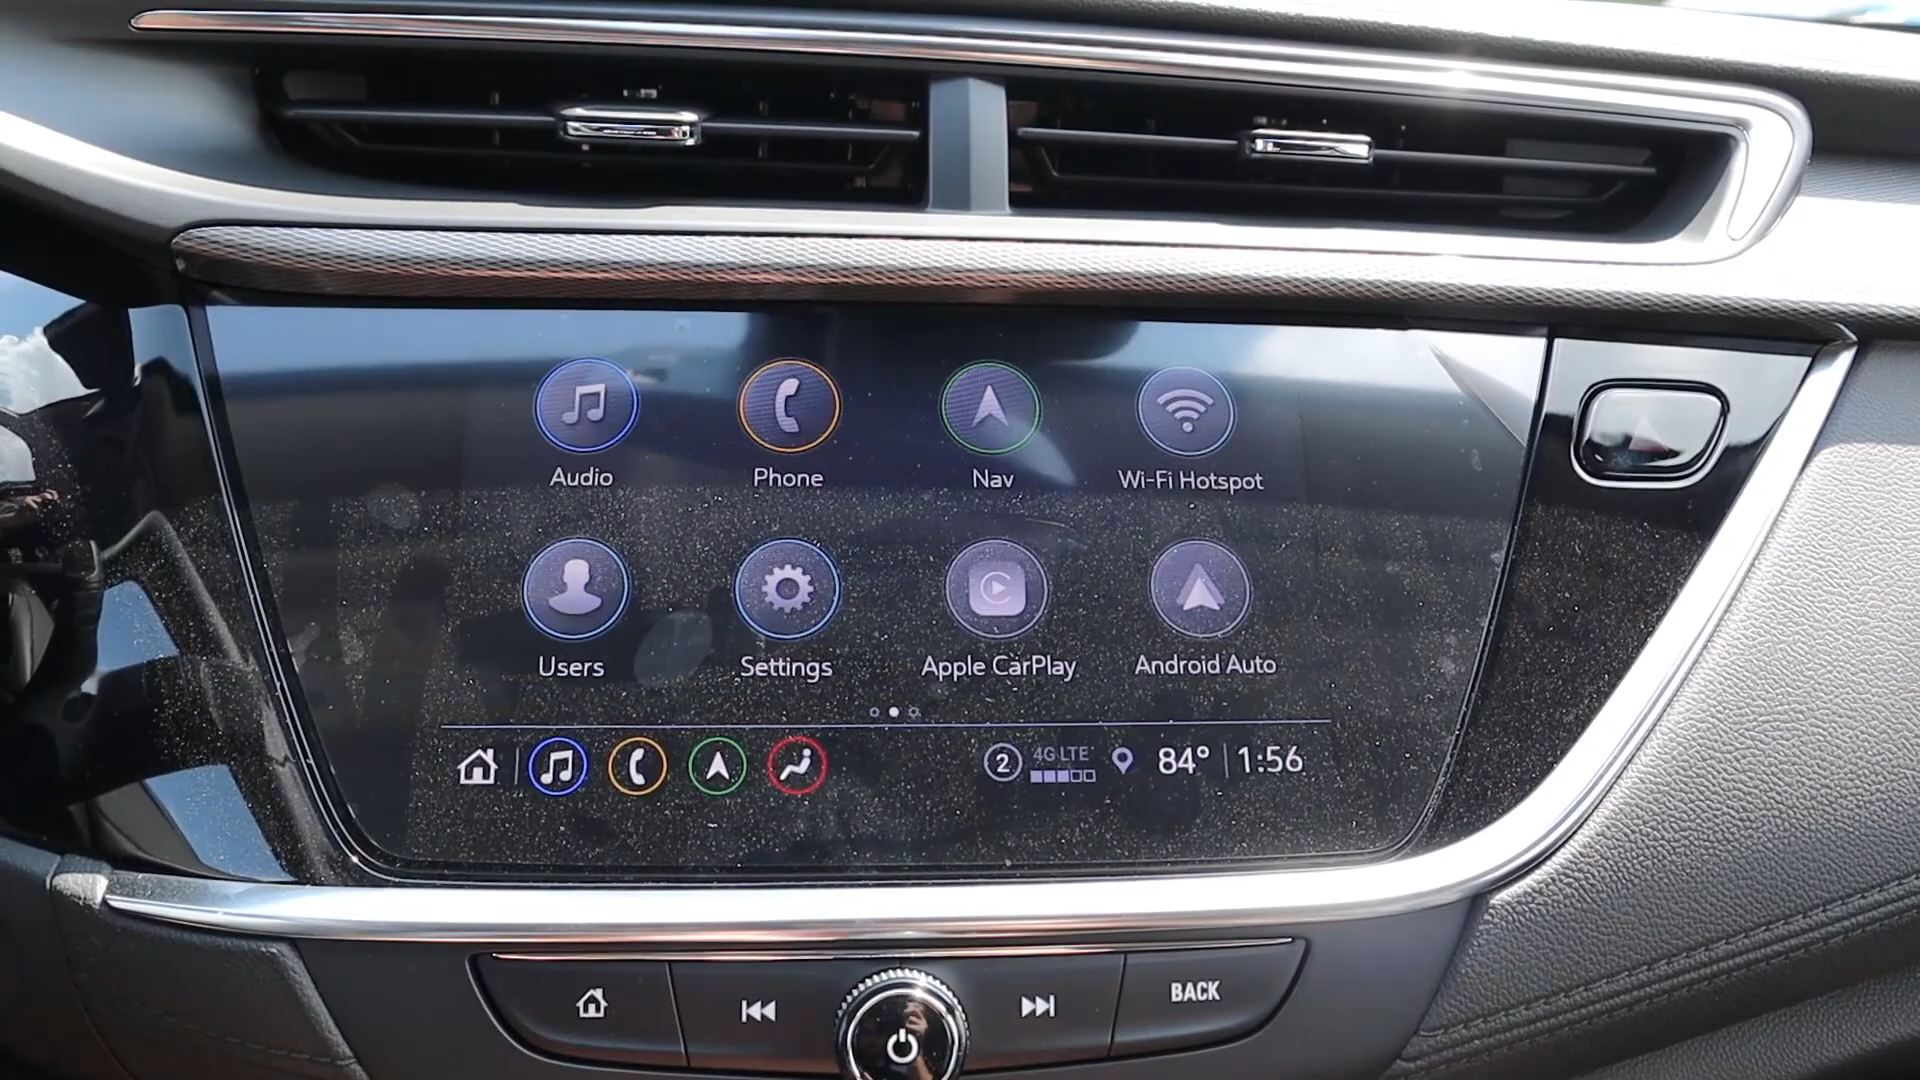 Audio Phone Nav Wi-Fi Hotspot
Users Settings Apple CarPlay Android Auto
2 4G LTE 84° 1:56
BACK